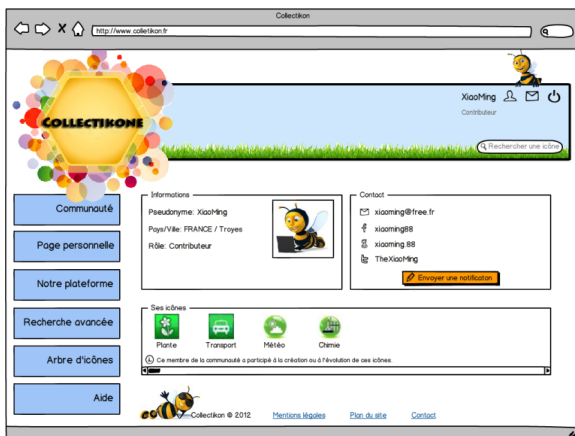 Collectikon
http://www.colletikon.fr
XiaoMing
Contributeur
Rechercher une icône
COLLECTIKONE
Communauté
Page personnelle
Notre plateforme
Recherche avancée
Arbre d'icônes
Aide
Informations
Pseudonyme: XiaoMing
Pays/Ville: FRANCE / Troyes
Rôle: Contributeur
Contact
xiaoming@free.fr
xiaoming88
xiaoming 88
TheXiaoMing
Envoyer une notification
Ses icônes
Plante Transport Météo Chimie
Ce membre de la communauté a participé à la création ou à l'évolution de ces icônes.
Collectikon © 2012 Mentions légales Plan du site Contact